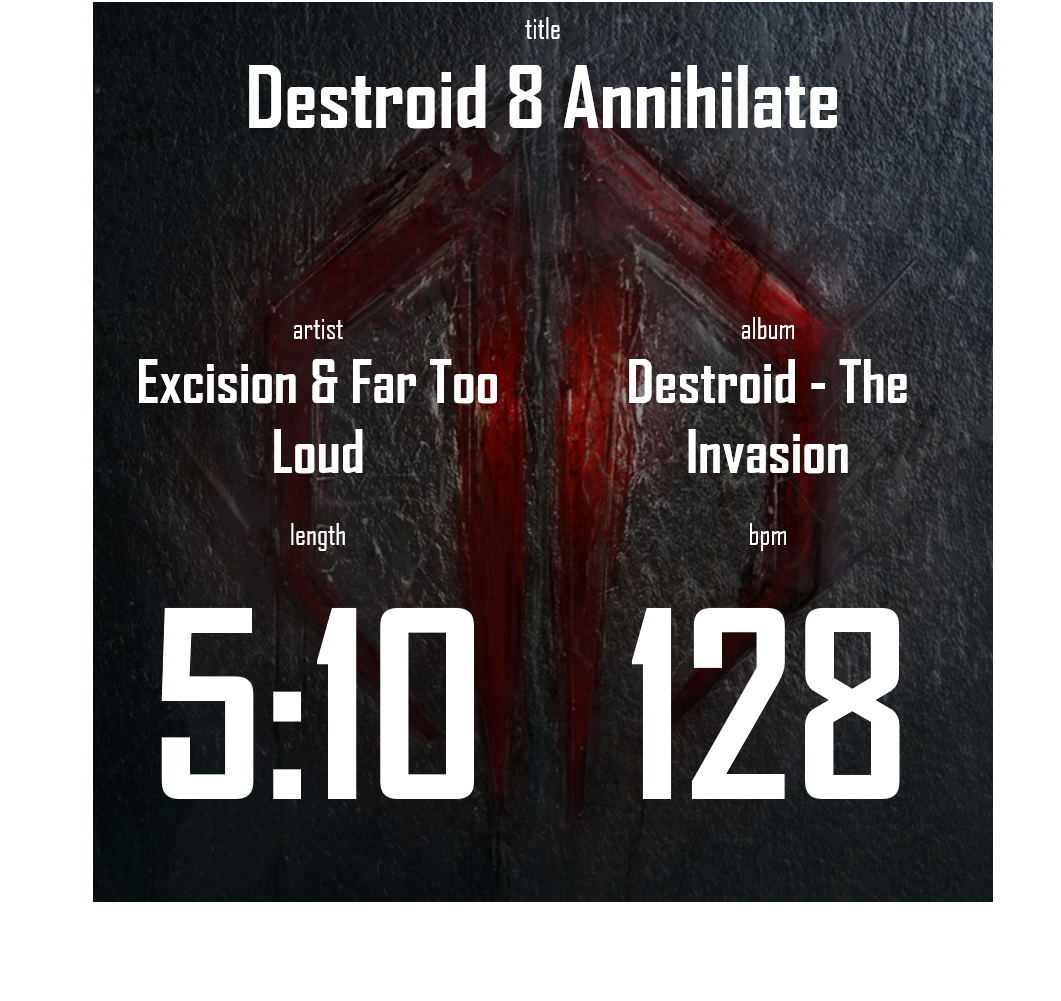 title
Destroid 8 Annihilate
artist
Excision & Far Too
Loud
album
Destroid - The
Invasion
length
5:10
bpm
128